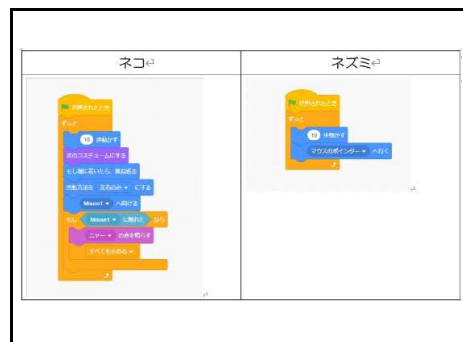 ネコ
ネズミ
が押されたとき
ずっと
10 歩動かす
次のコスチュームにする
もし端に着いたら、跳ね返る
回転方法を 左右のみ にする
Mouse1 へ向ける
もし Mouse1 に触れた なら
ニャー の音を鳴らす
すべてを止める
が押されたとき
ずっと
10 歩動かす
マウスのポインター へ行く